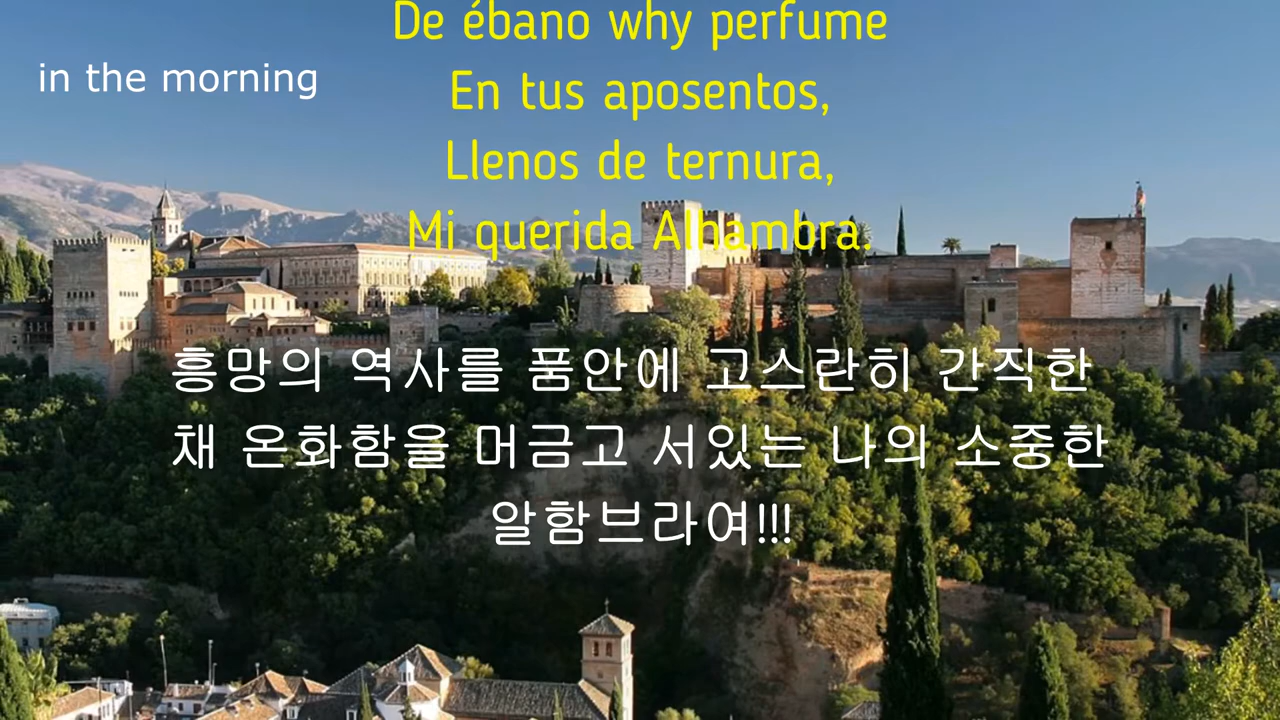 De ébano why perfume
in the morning
En tus aposentos,
Llenos de ternura,
Mi querida Alhambra.
흥망의 역사를 품안에 고스란히 간직한
채 온화함을 머금고 서있는 나의 소중한
알함브라여!!!